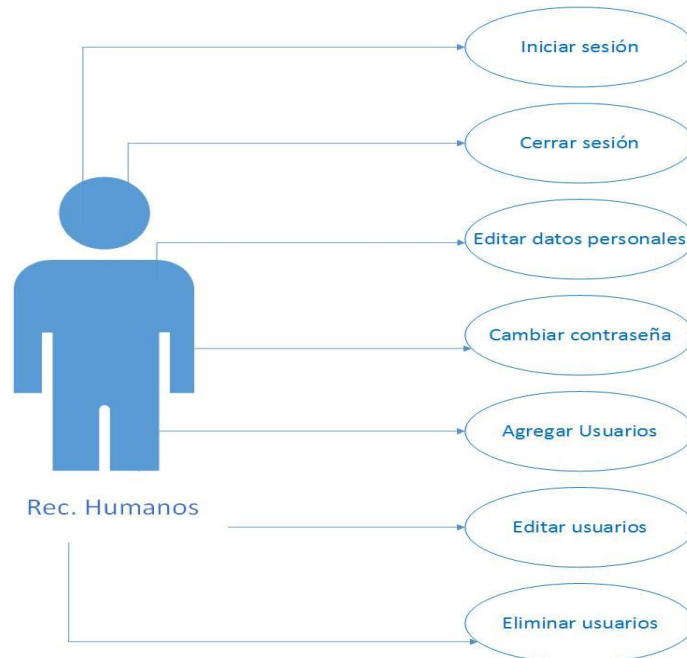 Iniciar sesión
Cerrar sesión
Editar datos personales
Cambiar contraseña
Agregar Usuarios
Rec. Humanos
Editar usuarios
Eliminar usuarios